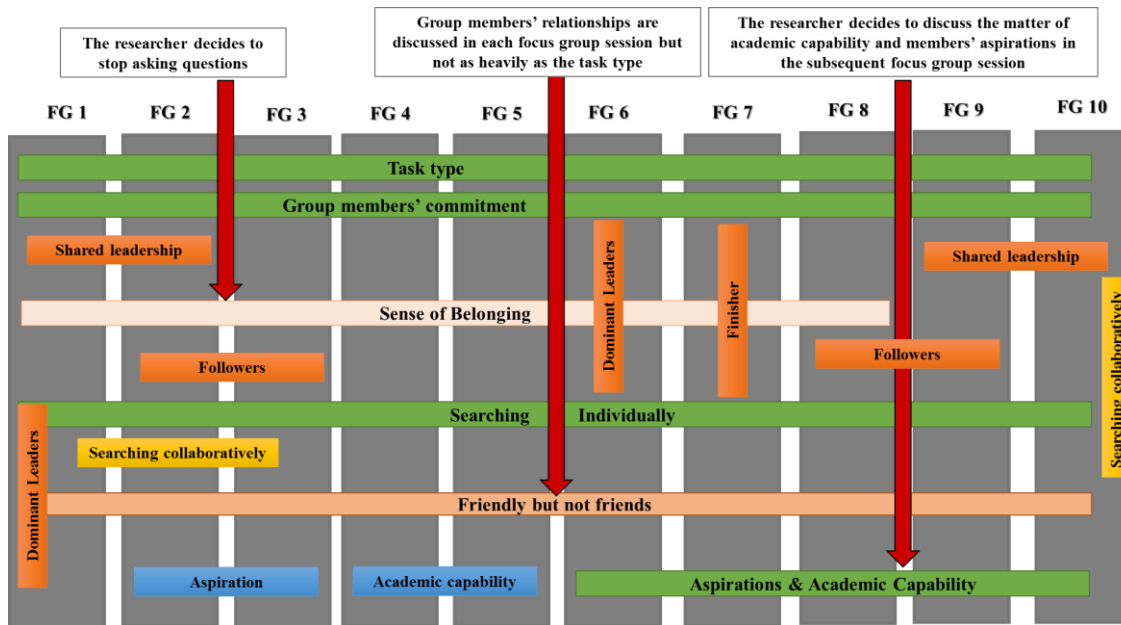 The researcher decides to
stop asking questions
Group members’ relationships are
discussed in each focus group session but
not as heavily as the task type
The researcher decides to discuss the matter of
academic capability and members’ aspirations in
the subsequent focus group session
FG 1
FG 2
FG 3
FG 4
FG 5
FG 6
FG 7
FG 8
FG 9
FG 10
Task type
Group members’ commitment
Shared leadership
Dominant Leaders
Finisher
Shared leadership
Sense of Belonging
Searching collaboratively
Followers
Followers
Searching Individually
Dominant Leaders
Searching collaboratively
Friendly but not friends
Aspiration
Academic capability
Aspirations & Academic Capability